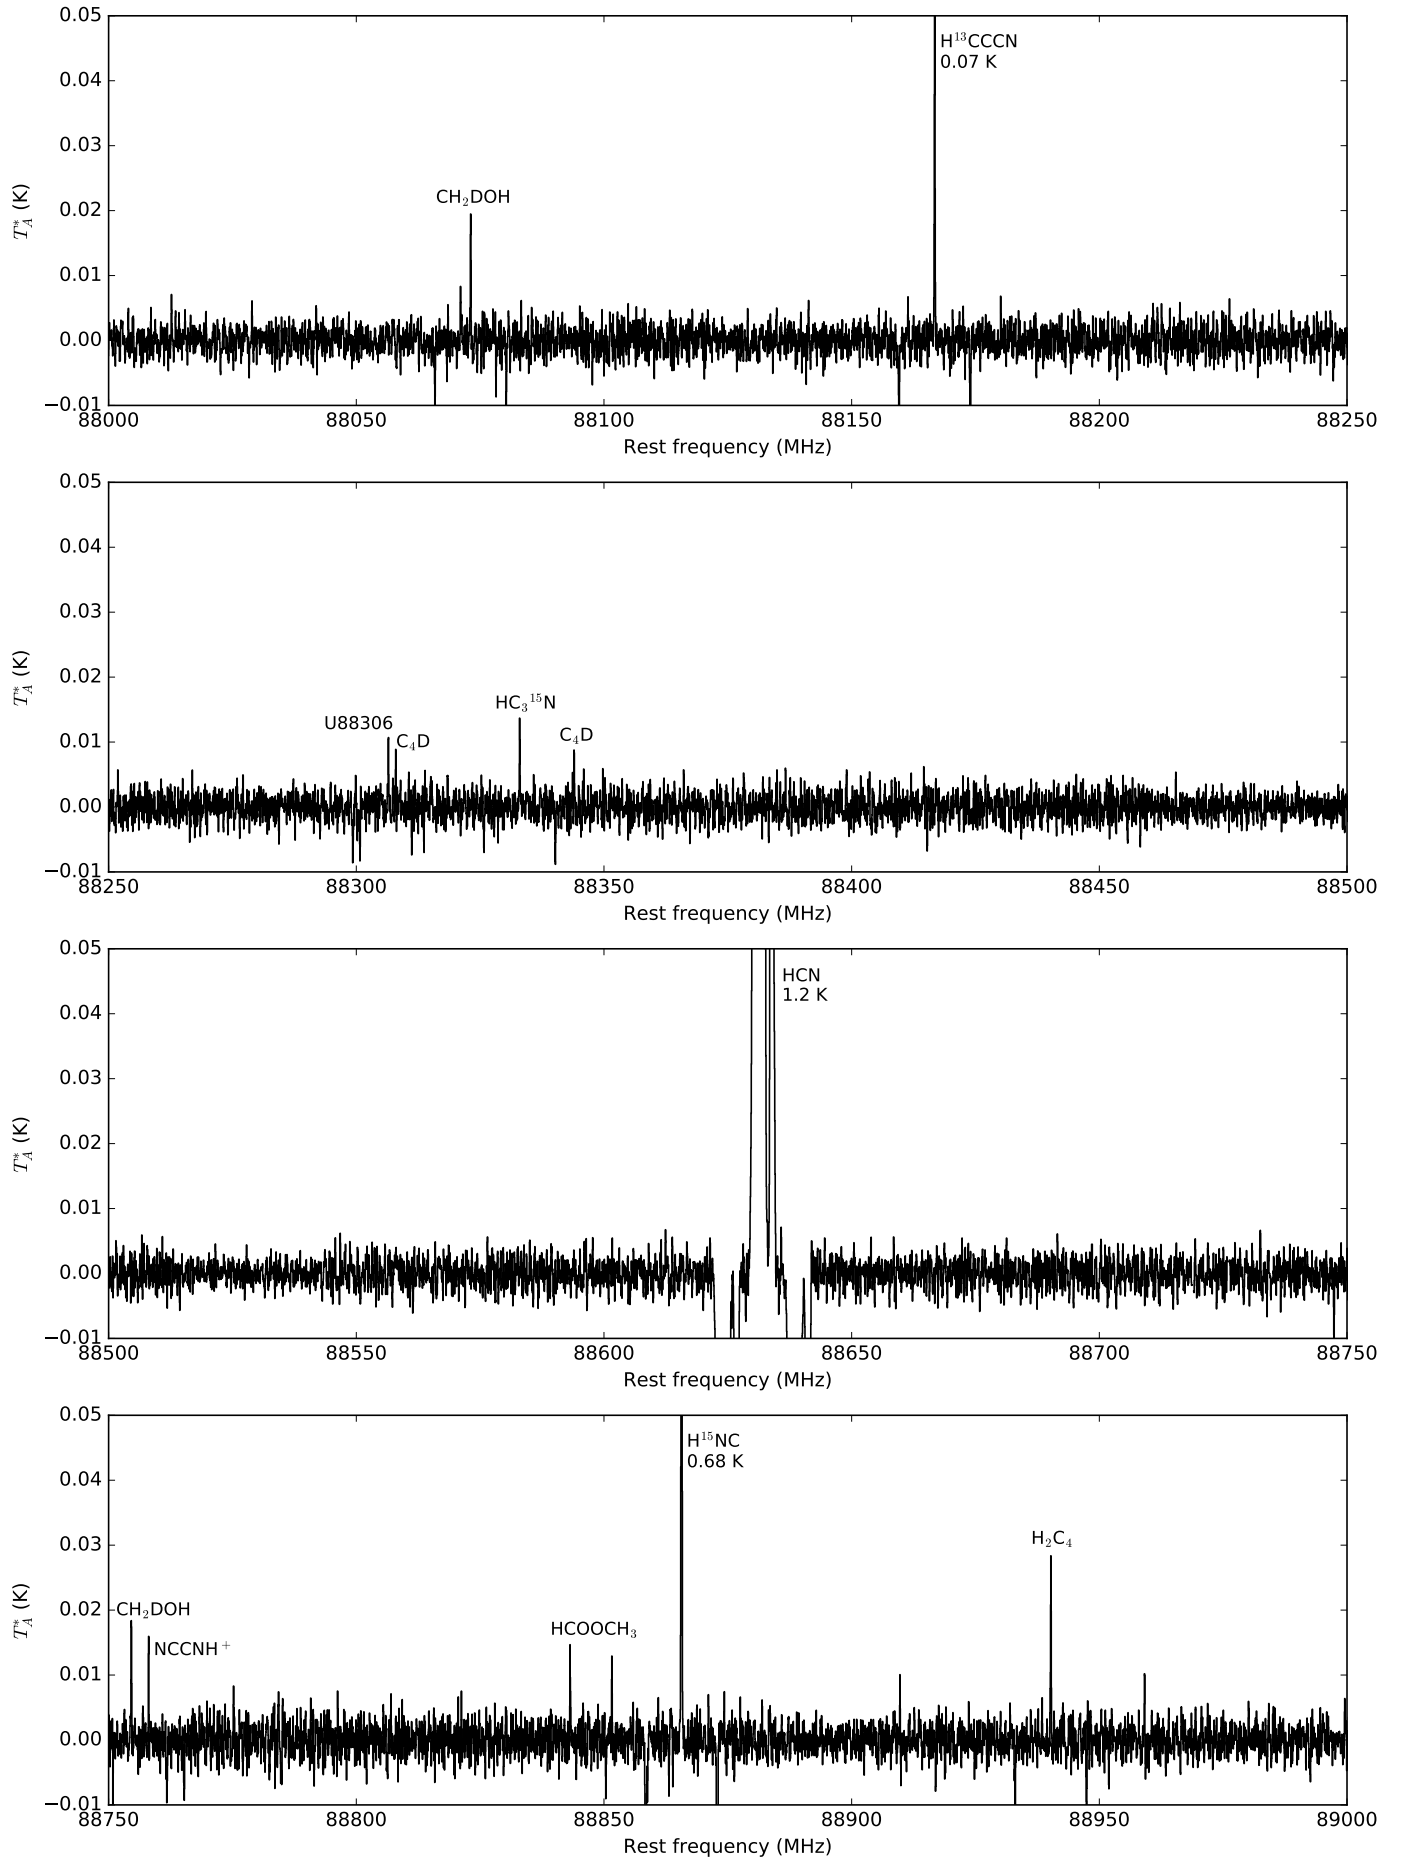 0.05
H¹³CCCN
0.07 K
0.04
0.03
CH₂DOH
0.02
T*A (K)
0.01
0.00
−0.01
88000 88050 88100 88150 88200 88250
Rest frequency (MHz)
0.05
0.04
0.03
0.02
T*A (K)
HC₃¹⁵N
U88306
C₄D
C₄D
0.01
0.00
−0.01
88250 88300 88350 88400 88450 88500
Rest frequency (MHz)
0.05
HCN
1.2 K
0.04
0.03
0.02
T*A (K)
0.01
0.00
−0.01
88500 88550 88600 88650 88700 88750
Rest frequency (MHz)
0.05
H¹⁵NC
0.68 K
0.04
0.03
H₂C₄
0.02
CH₂DOH
T*A (K)
HCOOCH₃
NCCNH⁺
0.01
0.00
−0.01
88750 88800 88850 88900 88950 89000
Rest frequency (MHz)